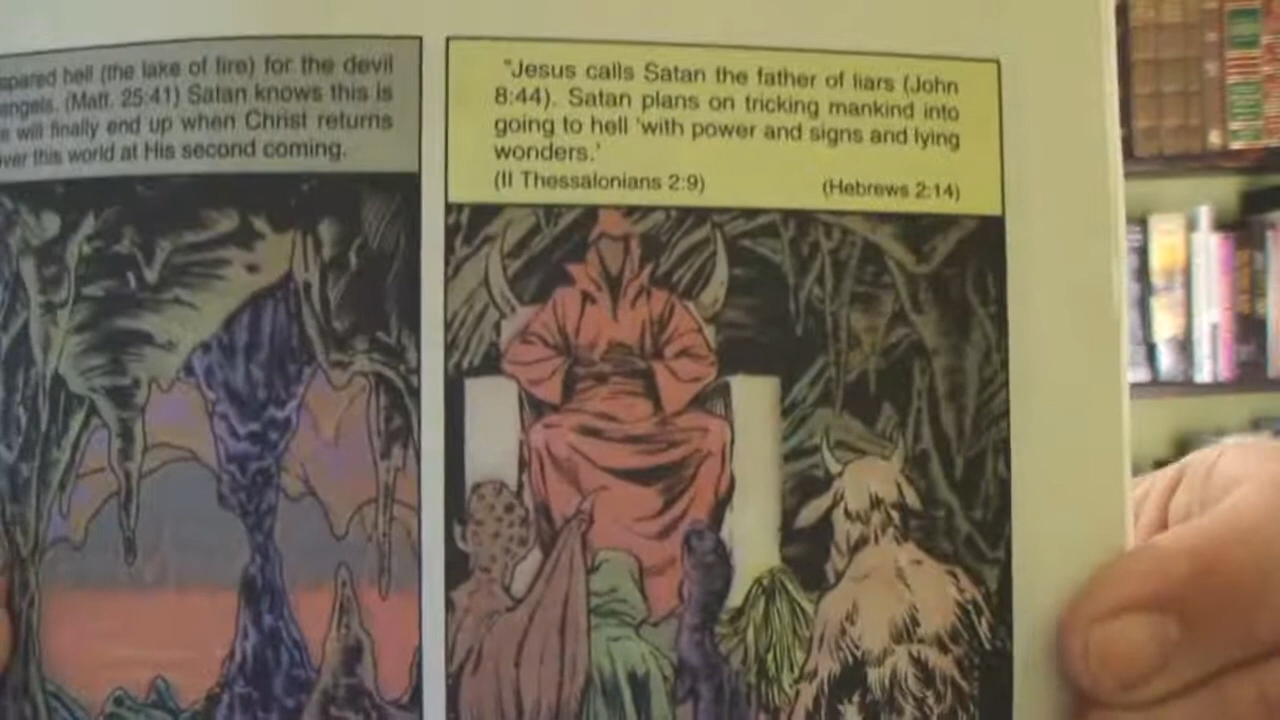 spared hell (the lake of fire) for the devil
angels. (Matt. 25:41) Satan knows this is
will finally end up when Christ returns
over this world at His second coming.
"Jesus calls Satan the father of liars (John
8:44). Satan plans on tricking mankind into
going to hell 'with power and signs and lying
wonders.'
(II Thessalonians 2:9) (Hebrews 2:14)